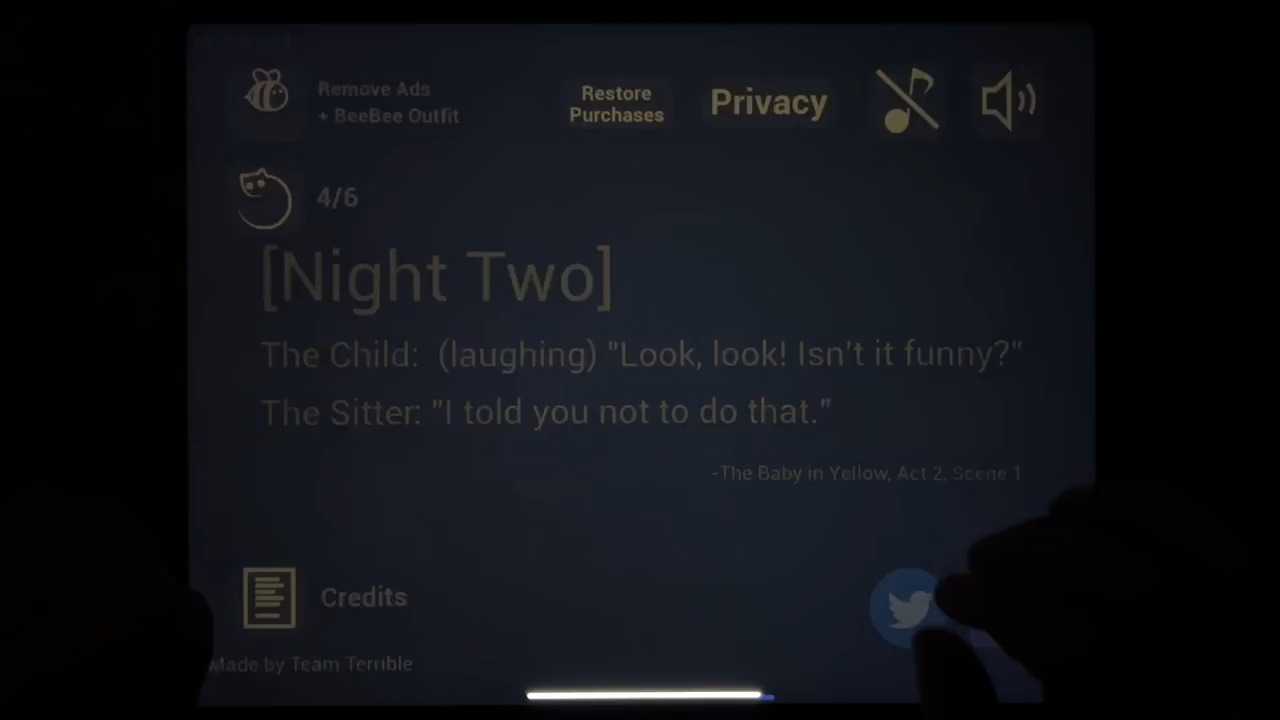 Remove Ads
+ BeeBee Outfit
Restore
Purchases
Privacy
4/6
[Night Two]
The Child: (laughing) "Look, look! Isn't it funny?"
The Sitter: "I told you not to do that."
-The Baby in Yellow, Act 2, Scene 1
Credits
Made by Team Terrible